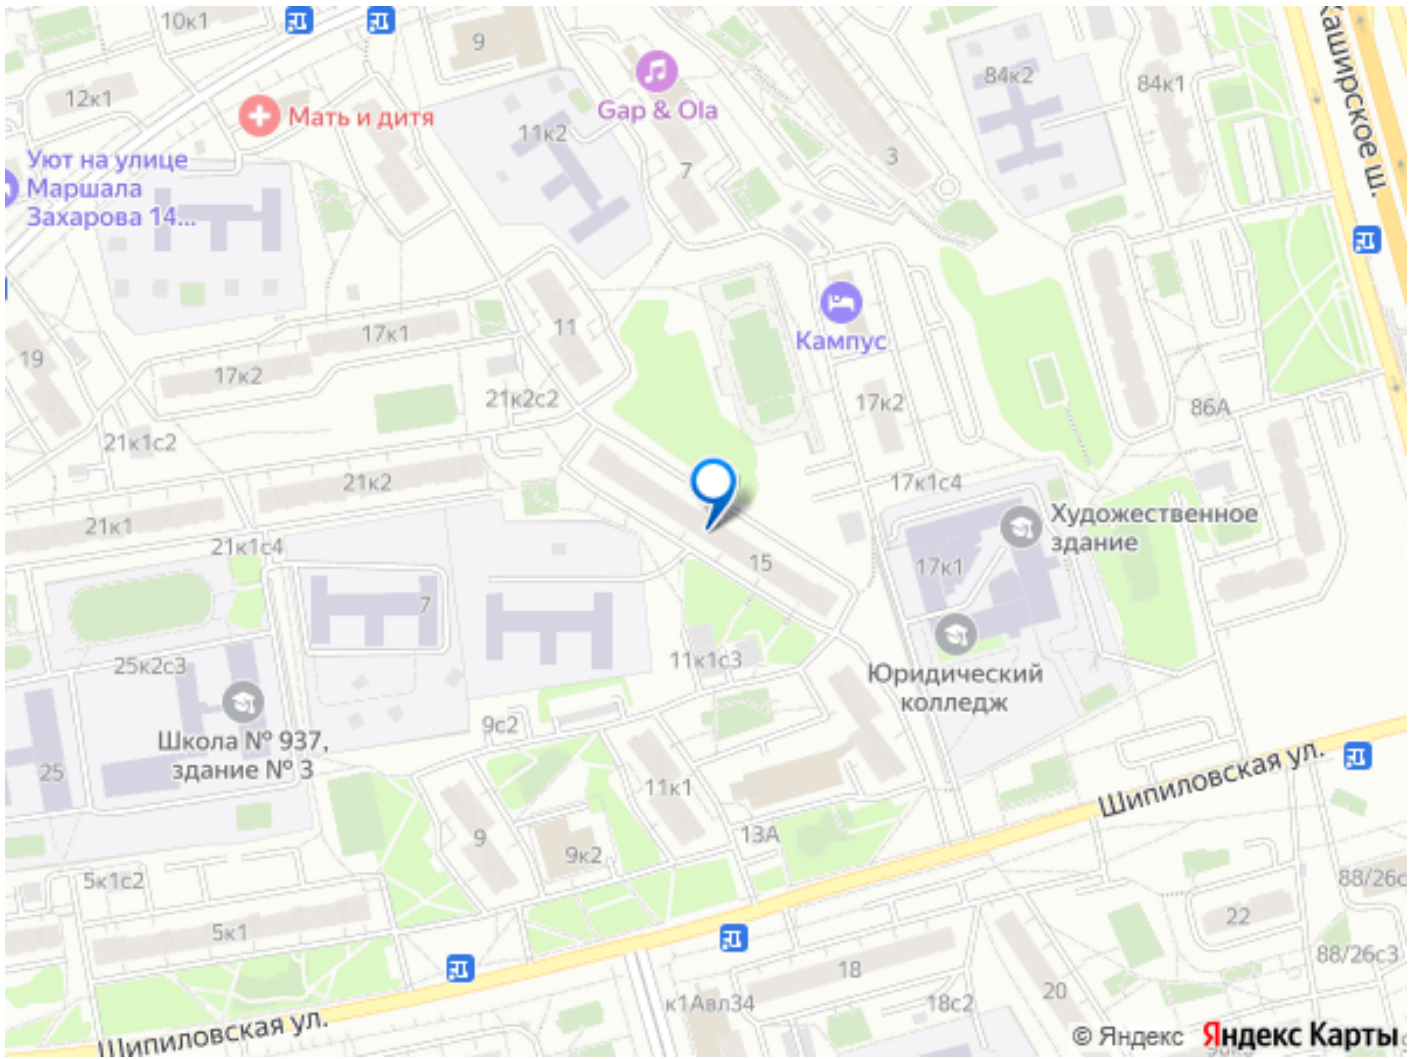 10к1
9
84к2
84к1
12к1
Мать и дитя
Gap & Ola
11к2
3
7
Каширское ш.
Уют на улице
Маршала
Захарова 14...
17к1
11
Кампус
19
17к2
21к2с2
17к2
86А
21к1с2
21к2
17к1с4
21к1
Художественное
здание
21к1с4
15
17к1
7
25к2с3
11к1с3
Юридический
колледж
9с2
Школа № 937,
здание № 3
25
11к1
Шипиловская ул.
9
13А
9к2
5к1с2
88/26с
22
5к1
88/26с3
18
20
к1Авл34
18с2
Шипиловская ул.
© Яндекс Яндекс Карты